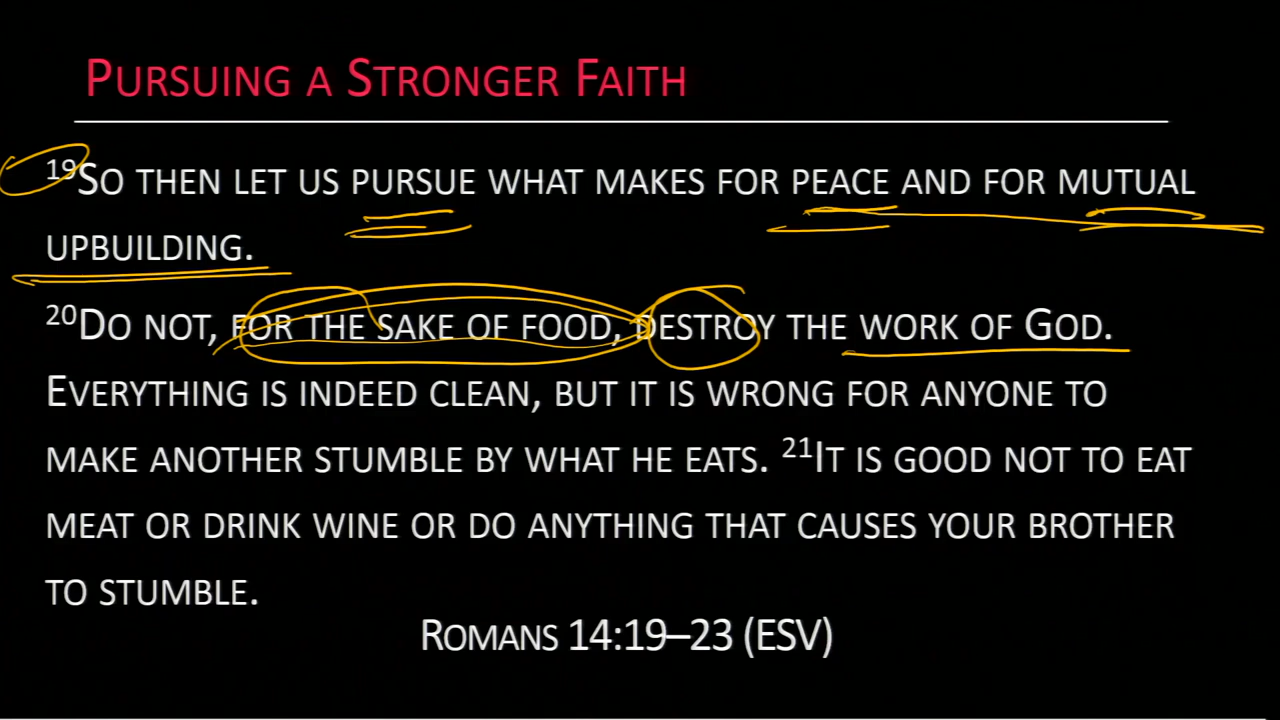 Pursuing a Stronger Faith
19So then let us pursue what makes for peace and for mutual
upbuilding.
20Do not, for the sake of food, destroy the work of God.
Everything is indeed clean, but it is wrong for anyone to
make another stumble by what he eats. 21It is good not to eat
meat or drink wine or do anything that causes your brother
to stumble.
Romans 14:19–23 (ESV)